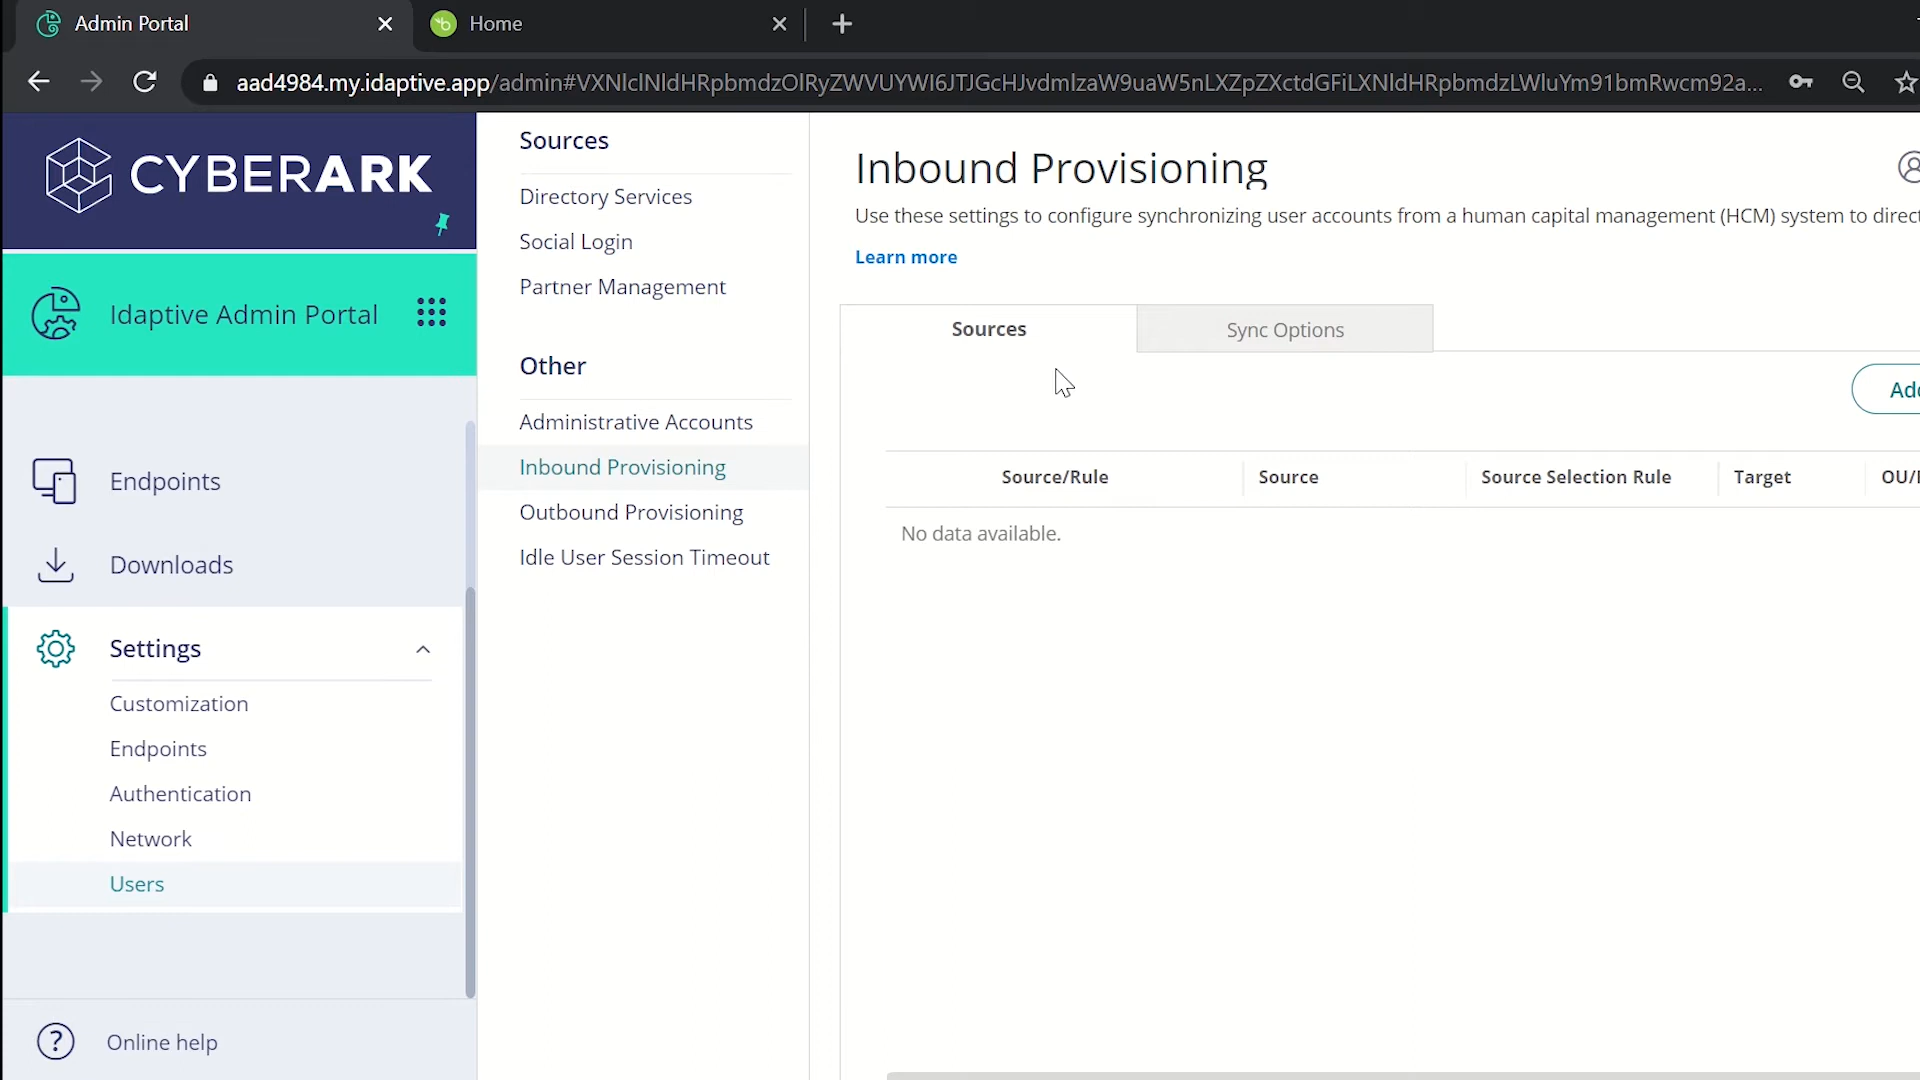 Admin Portal
Home
aad4984.my.idaptive.app/admin#VXNlclNldHRpbmdzOlRyZWVUYWI6JTJGcHJvdmlzaW9uaW5nLXZpZXctdGFiLXNldHRpbmdzLWluYm91bmRwcm92a...
CYBERARK
Idaptive Admin Portal
Endpoints
Downloads
Settings
Customization
Endpoints
Authentication
Network
Users
Online help
Sources
Directory Services
Social Login
Partner Management
Other
Administrative Accounts
Inbound Provisioning
Outbound Provisioning
Idle User Session Timeout
Inbound Provisioning
Use these settings to configure synchronizing user accounts from a human capital management (HCM) system to direct
Learn more
Sources
Sync Options
Add
Source/Rule
Source
Source Selection Rule
Target
OU/
No data available.